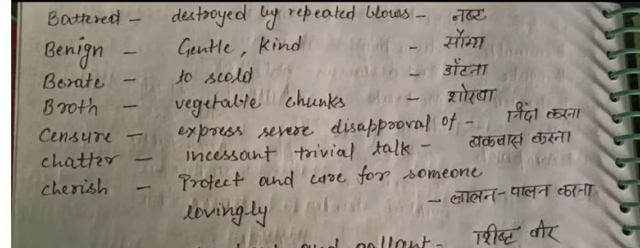 Battered - destroyed by repeated blows - नष्ट
Benign - Gentle, kind - सौम्य
Berate - to scold - डाँटना
Broth - vegetable chunks - शोरबा
Censure - express severe disapproval of - निंदा करना
chatter - incessant trivial talk - बकवास करना
cherish - Protect and care for someone
lovingly - लालन-पालन करना
and gallant - शिष्ट वीर